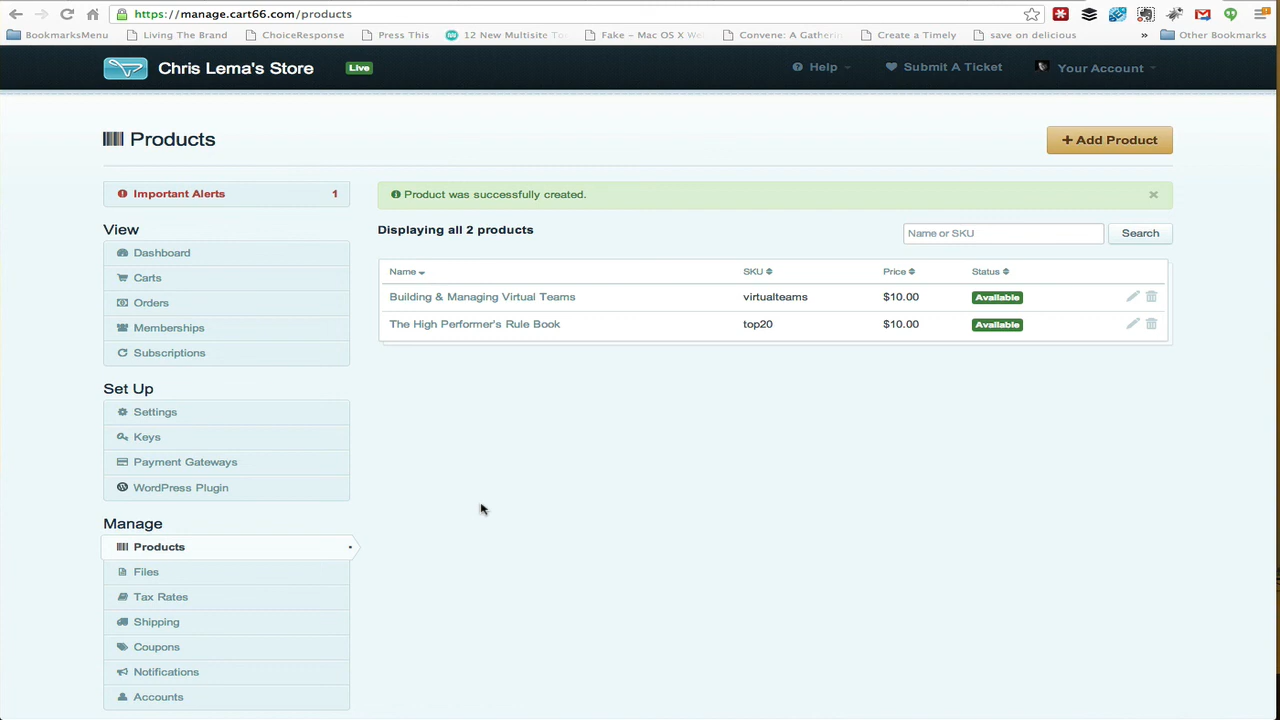 https://manage.cart66.com/products
BookmarksMenu Living The Brand ChoiceResponse Press This 12 New Multisite Fake – Mac OS X Convene: A Gatherin Create a Timely save on delicious » Other Bookmarks
Chris Lema's Store Live Help Submit A Ticket Your Account
Products + Add Product
Important Alerts 1
Product was successfully created. ×
View
Displaying all 2 products Name or SKU Search
Dashboard
Carts
Orders
Memberships
Subscriptions
Name SKU Price Status
Building & Managing Virtual Teams virtualteams $10.00 Available
The High Performer's Rule Book top20 $10.00 Available
Set Up
Settings
Keys
Payment Gateways
WordPress Plugin
Manage
Products
Files
Tax Rates
Shipping
Coupons
Notifications
Accounts